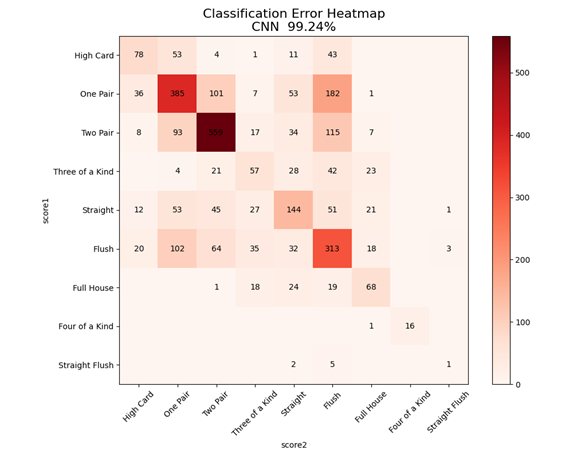 Classification Error Heatmap
CNN 99.24%
High Card 78 53 4 1 11 43
One Pair 36 385 101 7 53 182 1
Two Pair 8 93 559 17 34 115 7
Three of a Kind 4 21 57 28 42 23
Straight 12 53 45 27 144 51 21 1
Flush 20 102 64 35 32 313 18 3
Full House 1 18 24 19 68
Four of a Kind 1 16
Straight Flush 2 5 1
High Card One Pair Two Pair Three of a Kind Straight Flush Full House Four of a Kind Straight Flush
score2
score1
500
400
300
200
100
0